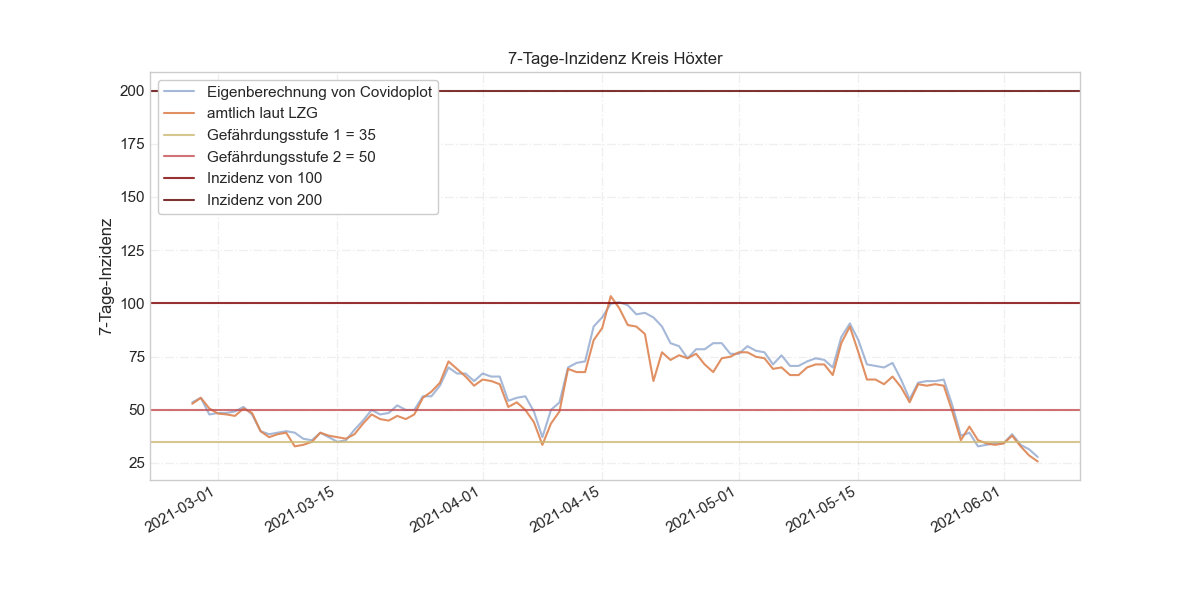 7-Tage-Inzidenz Kreis Höxter
Eigenberechnung von Covidoplot
amtlich laut LZG
Gefährdungsstufe 1 = 35
Gefährdungsstufe 2 = 50
Inzidenz von 100
Inzidenz von 200
7-Tage-Inzidenz
200
175
150
125
100
75
50
25
2021-03-01
2021-03-15
2021-04-01
2021-04-15
2021-05-01
2021-05-15
2021-06-01